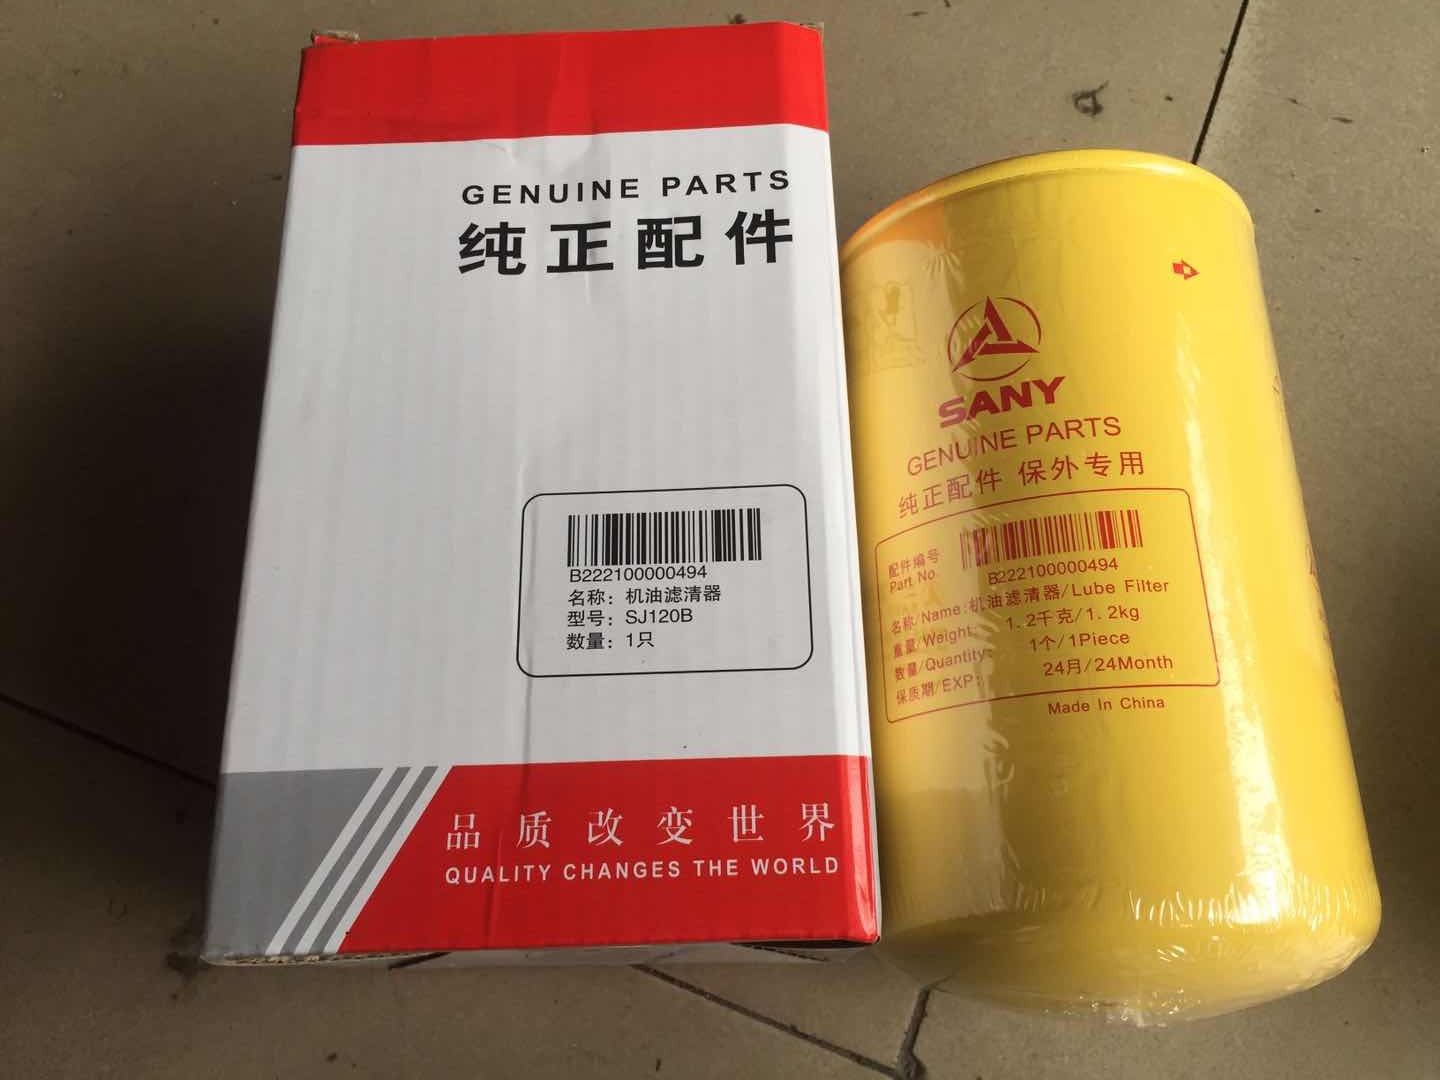 GENUINE PARTS
纯正配件
B222100000494
名称：机油滤清器
型号：SJ120B
数量：1只
品质改变世界
QUALITY CHANGES THE WORLD
SANY
GENUINE PARTS
纯正配件 保外专用
配件编号
Part No.
B222100000494
名称/Name:机油滤清器/Lube Filter
重量/Weight: 1.2千克/1.2kg
数量/Quantity: 1个/1Piece
保质期/EXP: 24月/24Month
Made In China